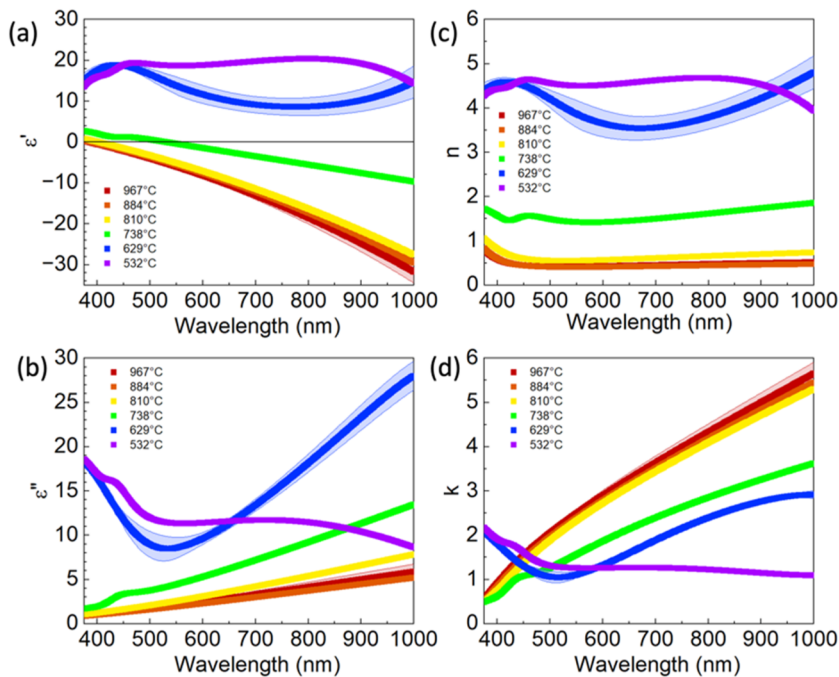 (a)
ε'
30
20
10
0
−10
−20
−30
967°C
884°C
810°C
738°C
629°C
532°C
400 500 600 700 800 900 1000
Wavelength (nm)
(c)
n
6
5
4
3
2
1
0
967°C
884°C
810°C
738°C
629°C
532°C
400 500 600 700 800 900 1000
Wavelength (nm)
(b)
ε"
30
25
20
15
10
5
0
967°C
884°C
810°C
738°C
629°C
532°C
400 500 600 700 800 900 1000
Wavelength (nm)
(d)
k
6
5
4
3
2
1
0
967°C
884°C
810°C
738°C
629°C
532°C
400 500 600 700 800 900 1000
Wavelength (nm)